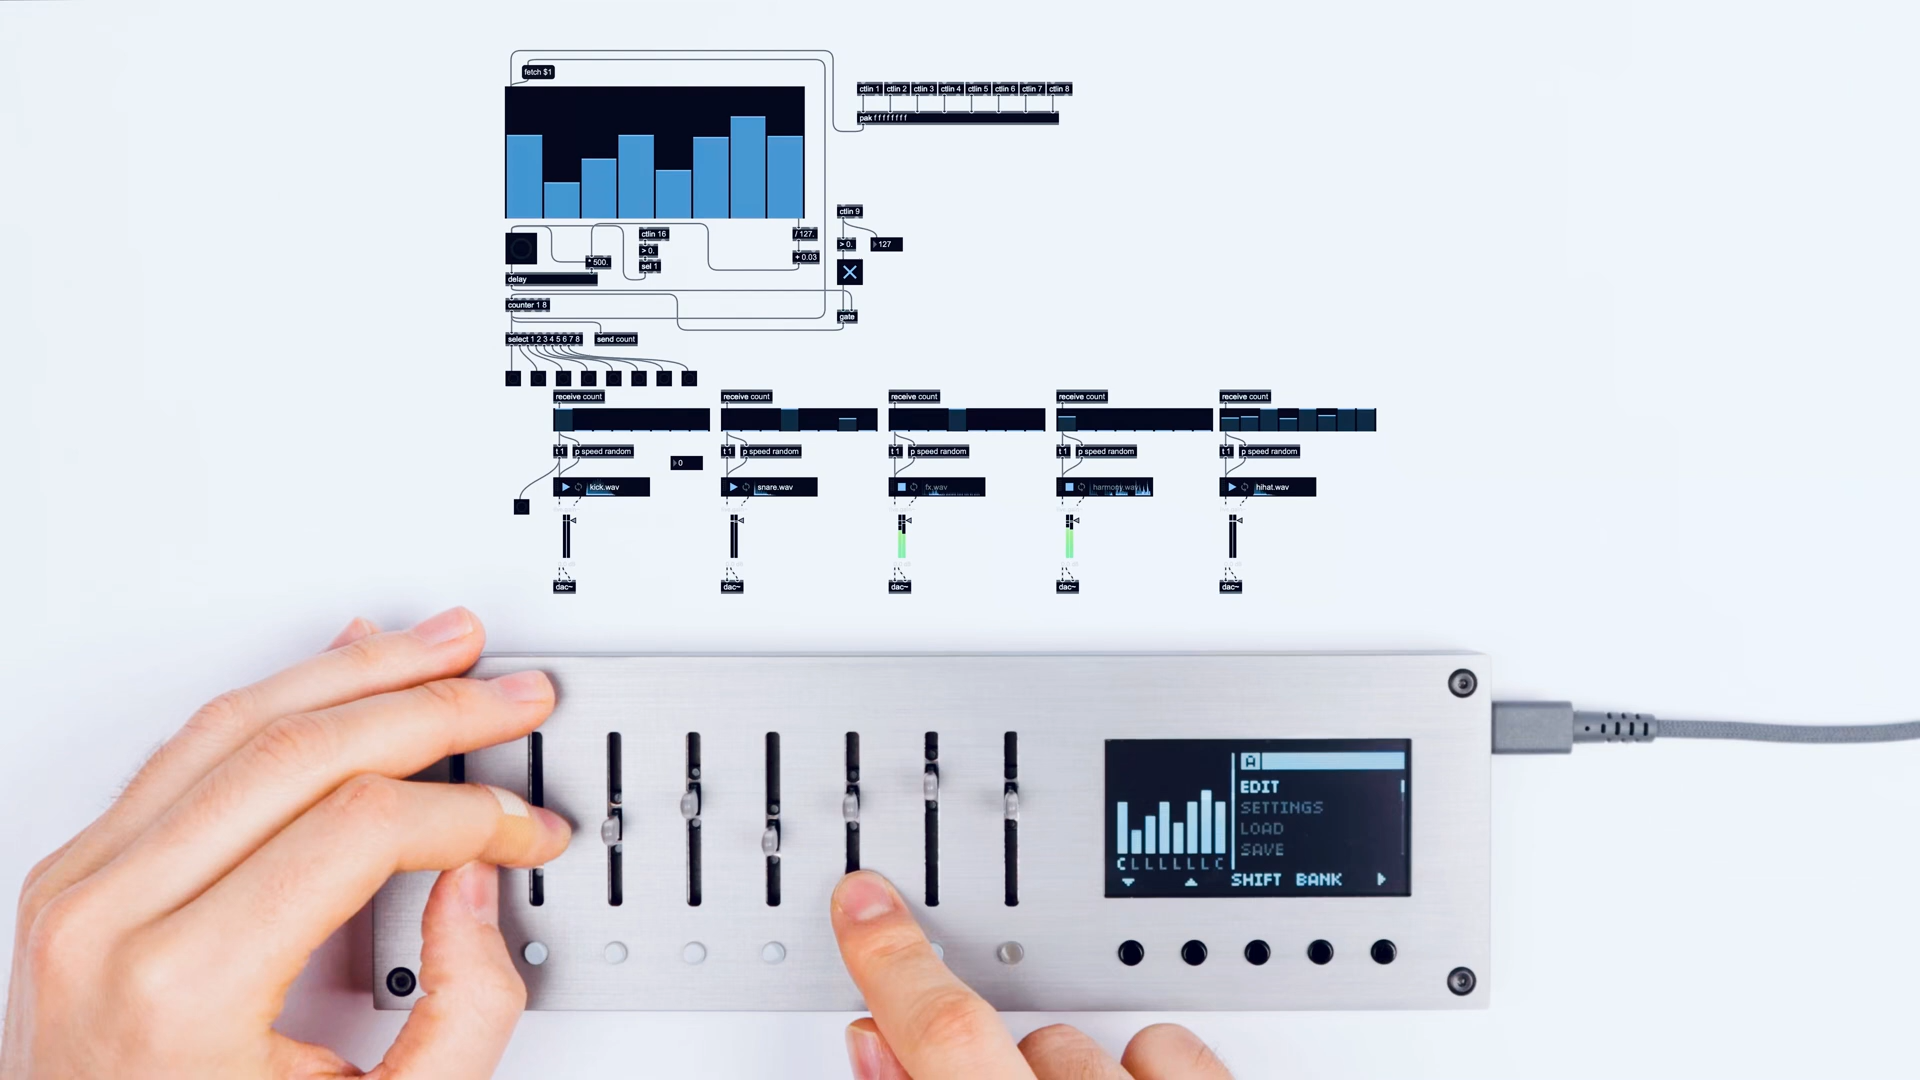 fetch $1
ctlin 1 ctlin 2 ctlin 3 ctlin 4 ctlin 5 ctlin 6 ctlin 7 ctlin 8
pak f f f f f f f f
ctlin 9
ctlin 16
/ 127.
> 0.
127
> 0.
+ 0.03
* 500.
sel 1
delay
counter 1 8
gate
select 1 2 3 4 5 6 7 8
send count
receive count receive count receive count receive count receive count
t 1 p speed random t 1 p speed random t 1 p speed random t 1 p speed random t 1 p speed random
0
kick.wav snare.wav fx.wav harmony.wav hihat.wav
dac~ dac~ dac~ dac~ dac~
A
EDIT
SETTINGS
LOAD
SAVE
CLLLLLLC
SHIFT BANK